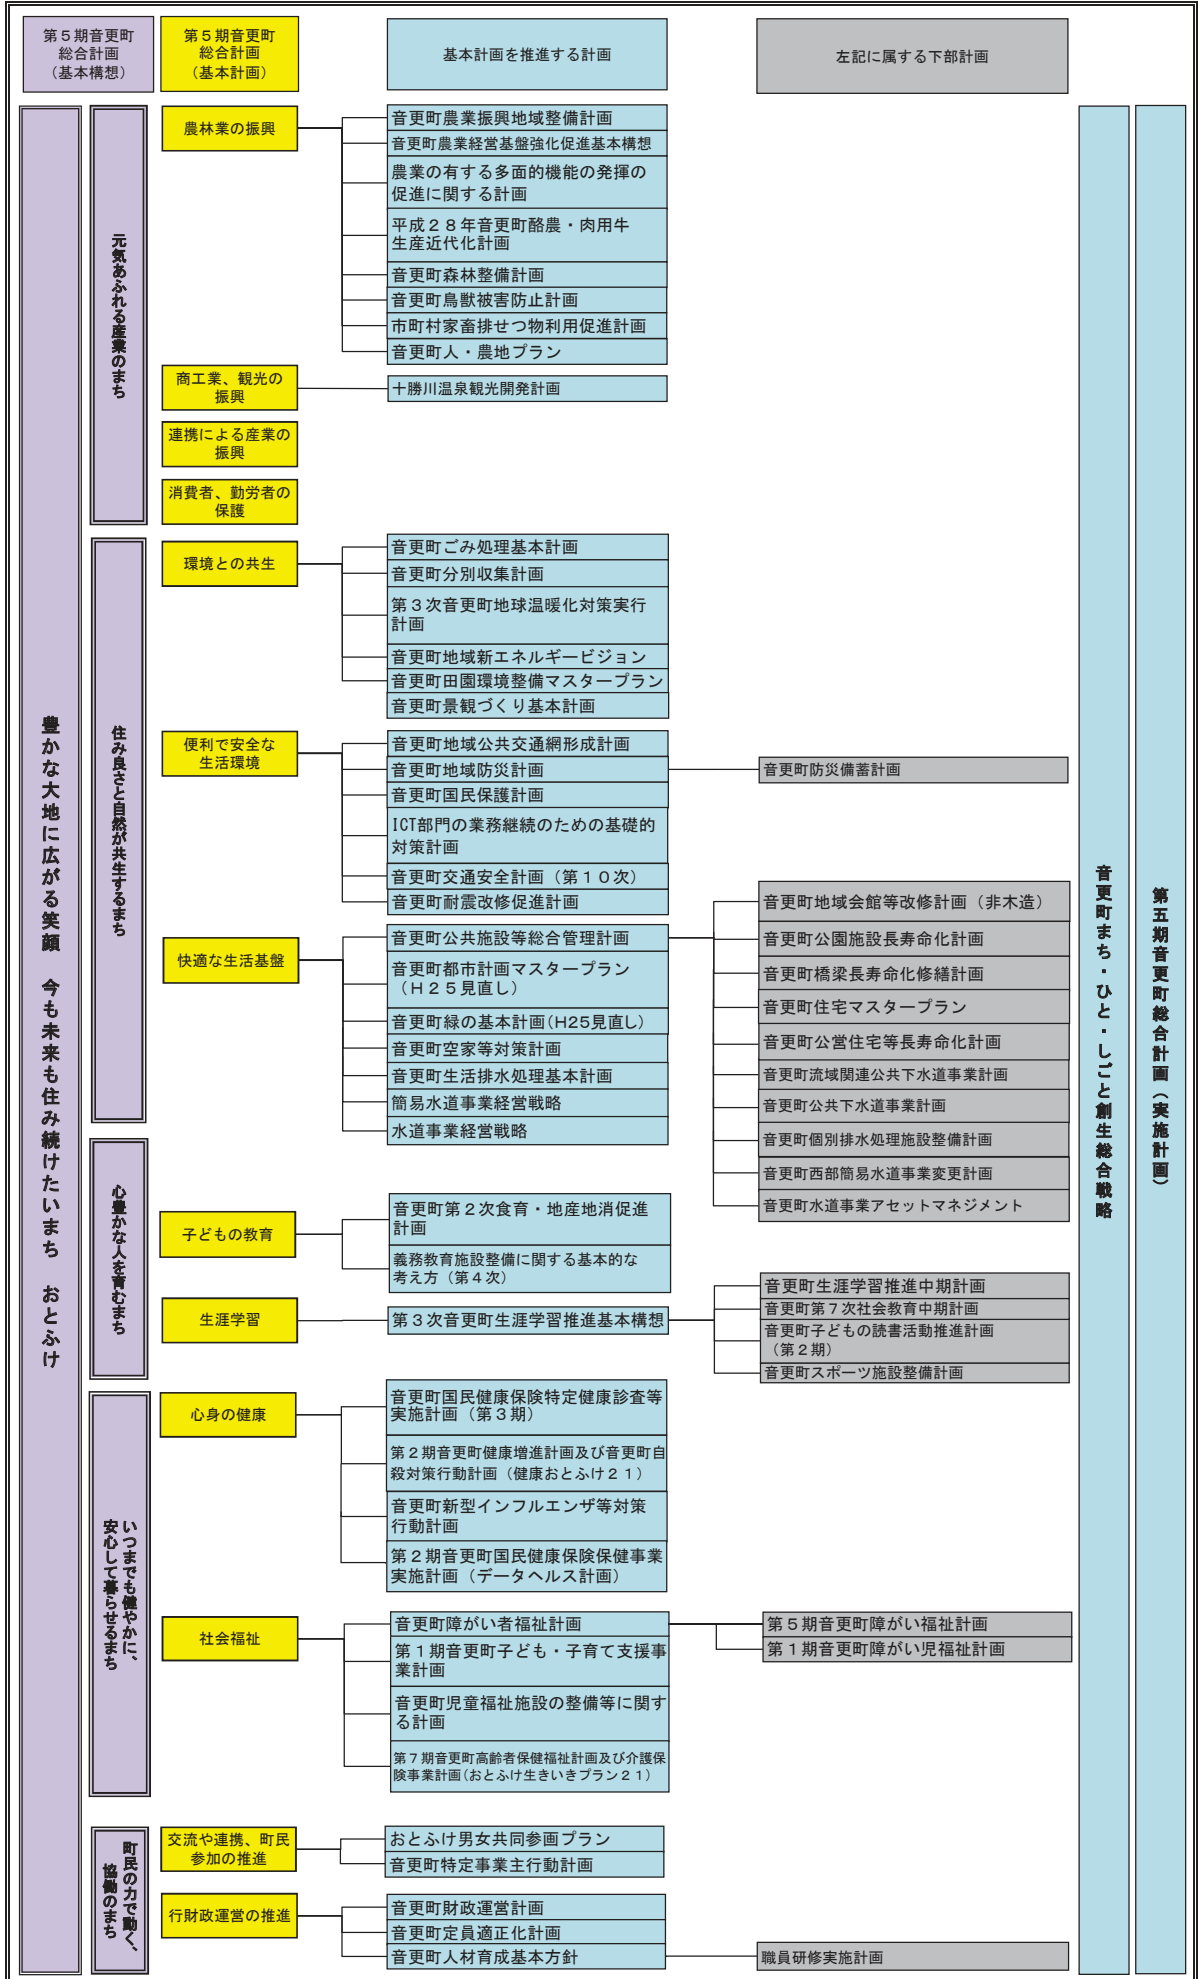 第５期音更町
総合計画
（基本構想）
第５期音更町
総合計画
（基本計画）
基本計画を推進する計画
左記に属する下部計画
豊かな大地に広がる笑顔　今も未来も住み続けたいまち　おとふけ
元気あふれる産業のまち
農林業の振興
音更町農業振興地域整備計画
音更町農業経営基盤強化促進基本構想
農業の有する多面的機能の発揮の
促進に関する計画
平成２８年音更町酪農・肉用牛
生産近代化計画
音更町森林整備計画
音更町鳥獣被害防止計画
市町村家畜排せつ物利用促進計画
音更町人・農地プラン
商工業、観光の
振興
十勝川温泉観光開発計画
連携による産業の
振興
消費者、勤労者の
保護
住み良さと自然が共生するまち
環境との共生
音更町ごみ処理基本計画
音更町分別収集計画
第３次音更町地球温暖化対策実行
計画
音更町地域新エネルギービジョン
音更町田園環境整備マスタープラン
音更町景観づくり基本計画
便利で安全な
生活環境
音更町地域公共交通網形成計画
音更町地域防災計画
音更町防災備蓄計画
音更町国民保護計画
ICT部門の業務継続のための基礎的
対策計画
音更町交通安全計画（第１０次）
音更町耐震改修促進計画
快適な生活基盤
音更町公共施設等総合管理計画
音更町都市計画マスタープラン
（Ｈ２５見直し）
音更町緑の基本計画(H25見直し)
音更町空家等対策計画
音更町生活排水処理基本計画
簡易水道事業経営戦略
水道事業経営戦略
音更町地域会館等改修計画（非木造）
音更町公園施設長寿命化計画
音更町橋梁長寿命化修繕計画
音更町住宅マスタープラン
音更町公営住宅等長寿命化計画
音更町流域関連公共下水道事業計画
音更町公共下水道事業計画
音更町個別排水処理施設整備計画
音更町西部簡易水道事業変更計画
音更町水道事業アセットマネジメント
心豊かな人を育むまち
子どもの教育
音更町第２次食育・地産地消促進
計画
義務教育施設整備に関する基本的な
考え方（第４次）
生涯学習
第３次音更町生涯学習推進基本構想
音更町生涯学習推進中期計画
音更町第７次社会教育中期計画
音更町子どもの読書活動推進計画
（第２期）
音更町スポーツ施設整備計画
いつまでも健やかに、
安心して暮らせるまち
心身の健康
音更町国民健康保険特定健康診査等
実施計画（第３期）
第２期音更町健康増進計画及び音更町自
殺対策行動計画（健康おとふけ２１）
音更町新型インフルエンザ等対策
行動計画
第２期音更町国民健康保険保健事業
実施計画（データヘルス計画）
社会福祉
音更町障がい者福祉計画
第１期音更町子ども・子育て支援事
業計画
音更町児童福祉施設の整備等に関す
る計画
第７期音更町高齢者保健福祉計画及び介護保
険事業計画(おとふけ生きいきプラン２１)
第５期音更町障がい福祉計画
第１期音更町障がい児福祉計画
町民の力で動く、
協働のまち
交流や連携、町民
参加の推進
おとふけ男女共同参画プラン
音更町特定事業主行動計画
行財政運営の推進
音更町財政運営計画
音更町定員適正化計画
音更町人材育成基本方針
職員研修実施計画
音更町まち・ひと・しごと創生総合戦略
第五期音更町総合計画（実施計画）